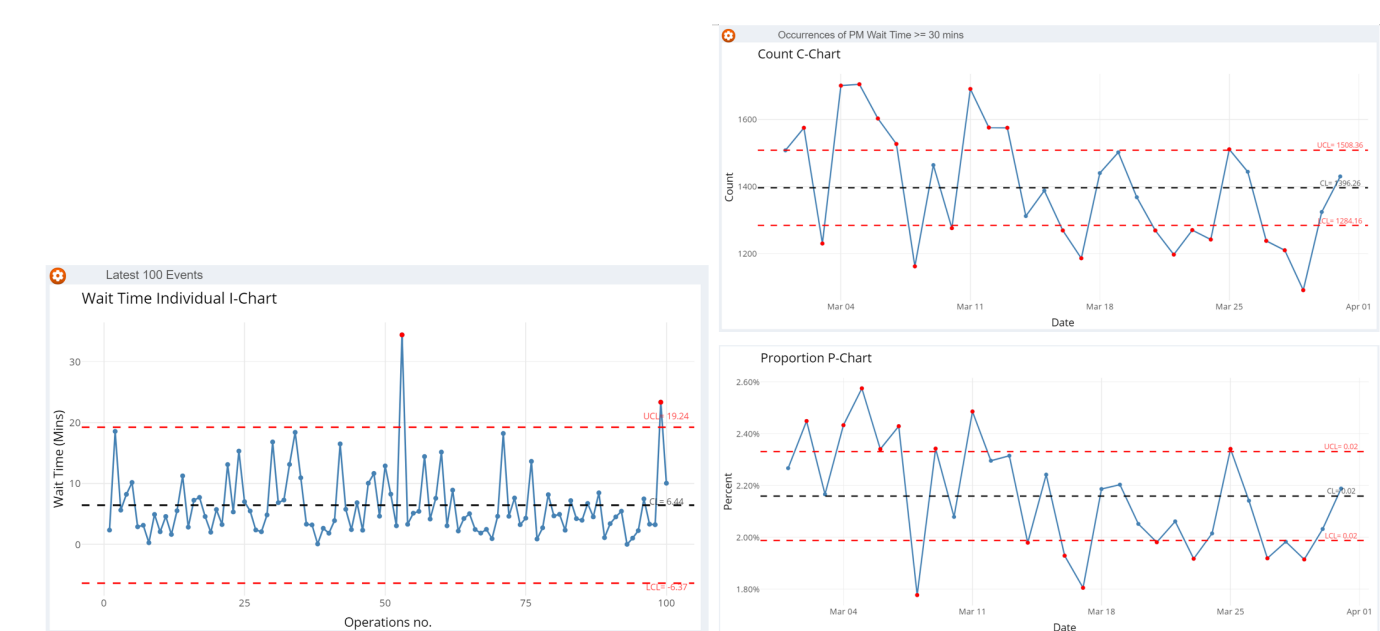 Occurrences of PM Wait Time >= 30 mins
Count C-Chart
1600
1400
1200
Count
UCL= 1508.36
CL= 1396.26
LCL= 1284.16
Mar 04
Mar 11
Mar 18
Mar 25
Apr 01
Date
Latest 100 Events
Wait Time Individual I-Chart
30
20
10
0
Wait Time (Mins)
UCL= 19.24
CL= 6.44
LCL= -6.37
0
25
50
75
100
Operations no.
Proportion P-Chart
2.60%
2.40%
2.20%
2.00%
1.80%
Percent
UCL= 0.02
CL= 0.02
LCL= 0.02
Mar 04
Mar 11
Mar 18
Mar 25
Apr 01
Date